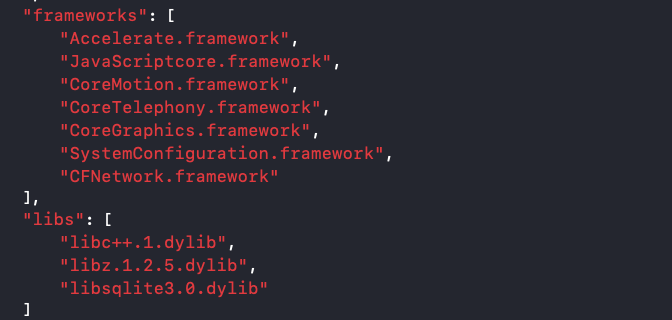 "frameworks": [
"Accelerate.framework",
"JavaScriptcore.framework",
"CoreMotion.framework",
"CoreTelephony.framework",
"CoreGraphics.framework",
"SystemConfiguration.framework",
"CFNetwork.framework"
],
"libs": [
"libc++.1.dylib",
"libz.1.2.5.dylib",
"libsqlite3.0.dylib"
]